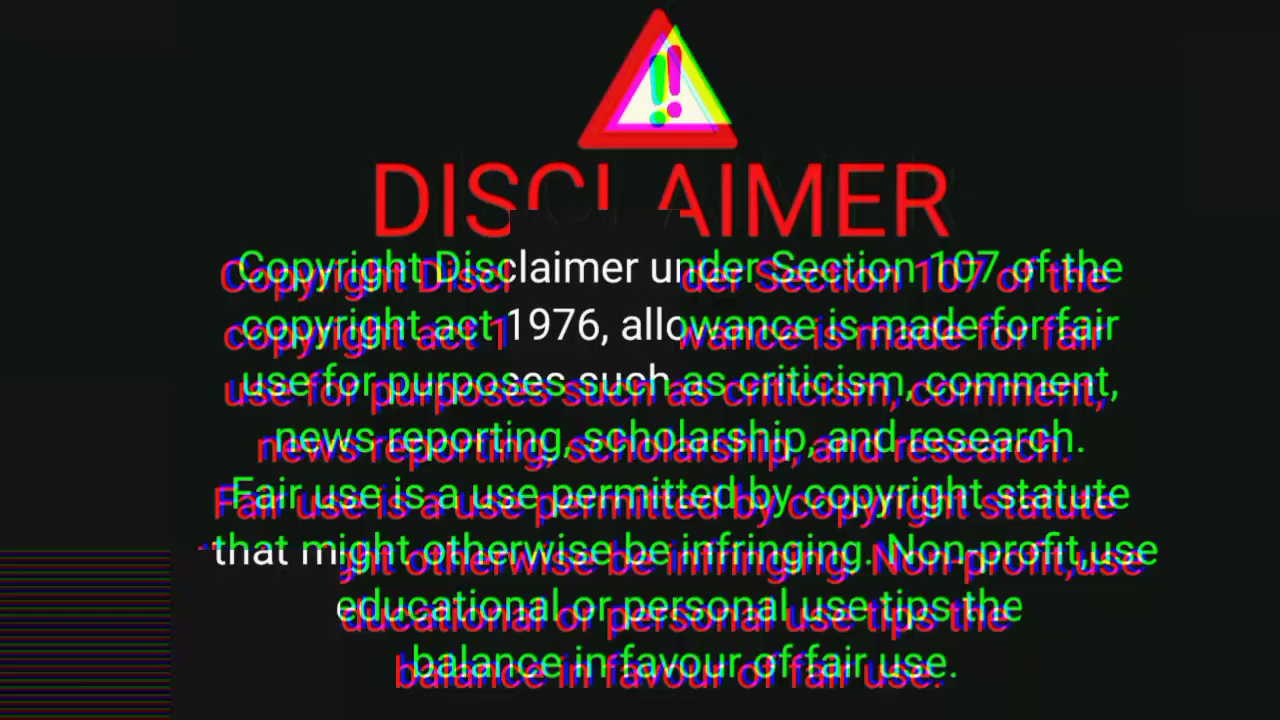 DISCLAIMER
Copyright Disclaimer under Section 107 of the
copyright act 1976, allowance is made for fair
use for purposes such as criticism, comment,
news reporting, scholarship, and research.
Fair use is a use permitted by copyright statute
that might otherwise be infringing. Non-profit,use
educational or personal use tips the
balance in favour of fair use.